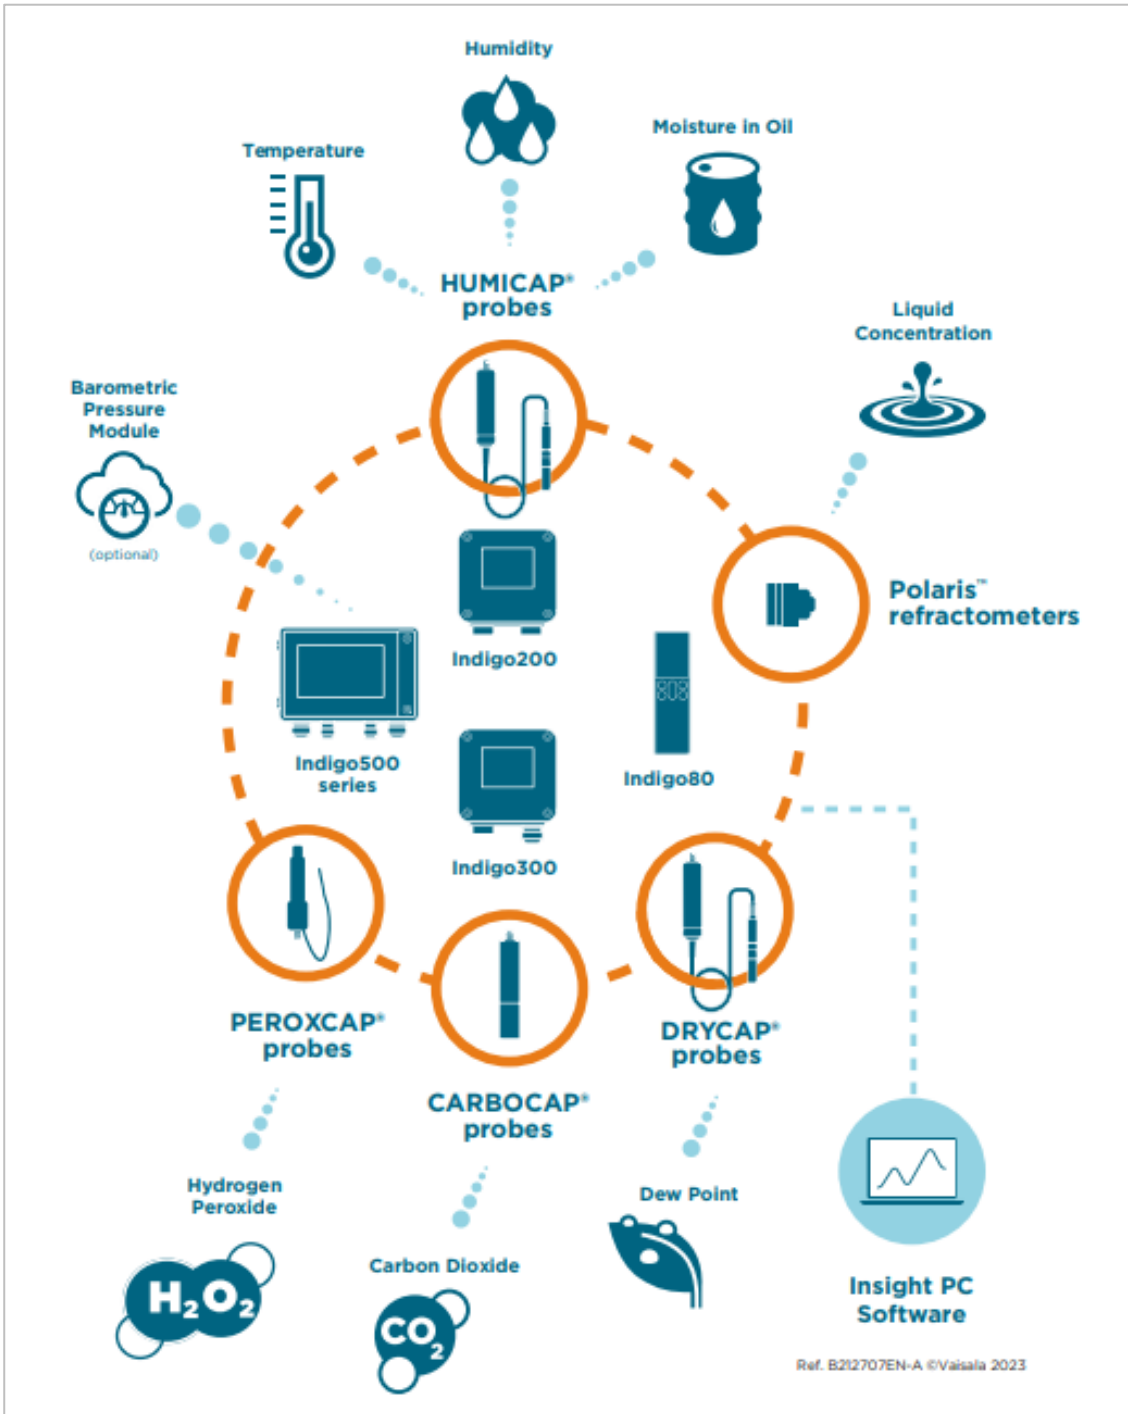 Humidity
Moisture in Oil
Temperature
HUMICAP®
probes
Liquid
Concentration
Barometric
Pressure
Module
(optional)
Polaris™
refractometers
Indigo200
Indigo500
series
Indigo80
Indigo300
PEROXCAP®
probes
DRYCAP®
probes
CARBOCAP®
probes
Hydrogen
Peroxide
H2O2
Carbon Dioxide
CO2
Dew Point
Insight PC
Software
Ref. B212707EN-A ©Vaisala 2023